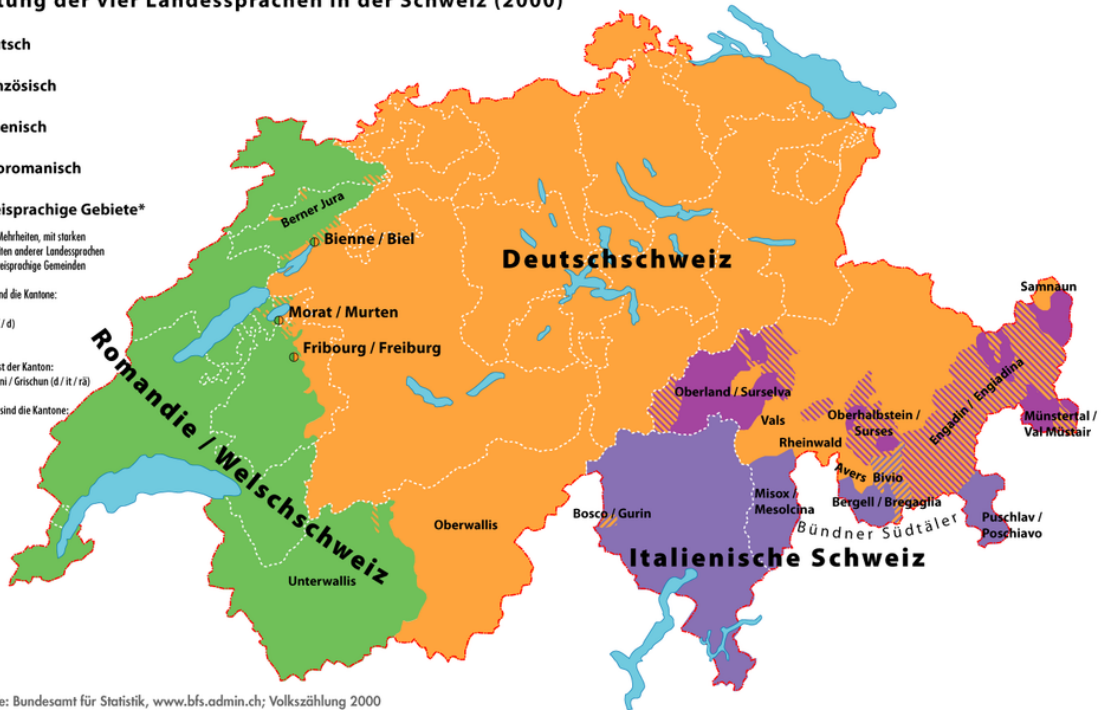 tung der vier Landessprachen in der Schweiz (2000)
tsch
nzösisch
enisch
oromanisch
eisprachige Gebiete*
Mehrheiten, mit starken
iten anderer Landessprachen
eisprachige Gemeinden
nd die Kantone:
/ d)
st der Kanton:
ni / Grischun (d / it / rä)
sind die Kantone:
Berner Jura
Bienne / Biel
Morat / Murten
Fribourg / Freiburg
Deutschschweiz
Romandie / Welschschweiz
Samnaun
Oberland / Surselva
Vals
Rheinwald
Oberhalbstein /
Surses
Engadin / Engiadina
Münstertal /
Val Müstair
Avers
Bivio
Bergell / Bregaglia
Misox /
Mesolcina
Bosco / Gurin
Oberwallis
Unterwallis
Bündner Südtäler
Puschlav /
Poschiavo
Italienische Schweiz
e: Bundesamt für Statistik, www.bfs.admin.ch; Volkszählung 2000